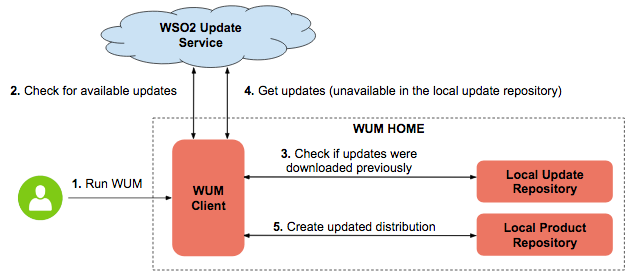 WSO2 Update
Service
2. Check for available updates
4. Get updates (unavailable in the local update repository)
WUM HOME
1. Run WUM
WUM
Client
3. Check if updates were
downloaded previously
Local Update
Repository
5. Create updated distribution
Local Product
Repository